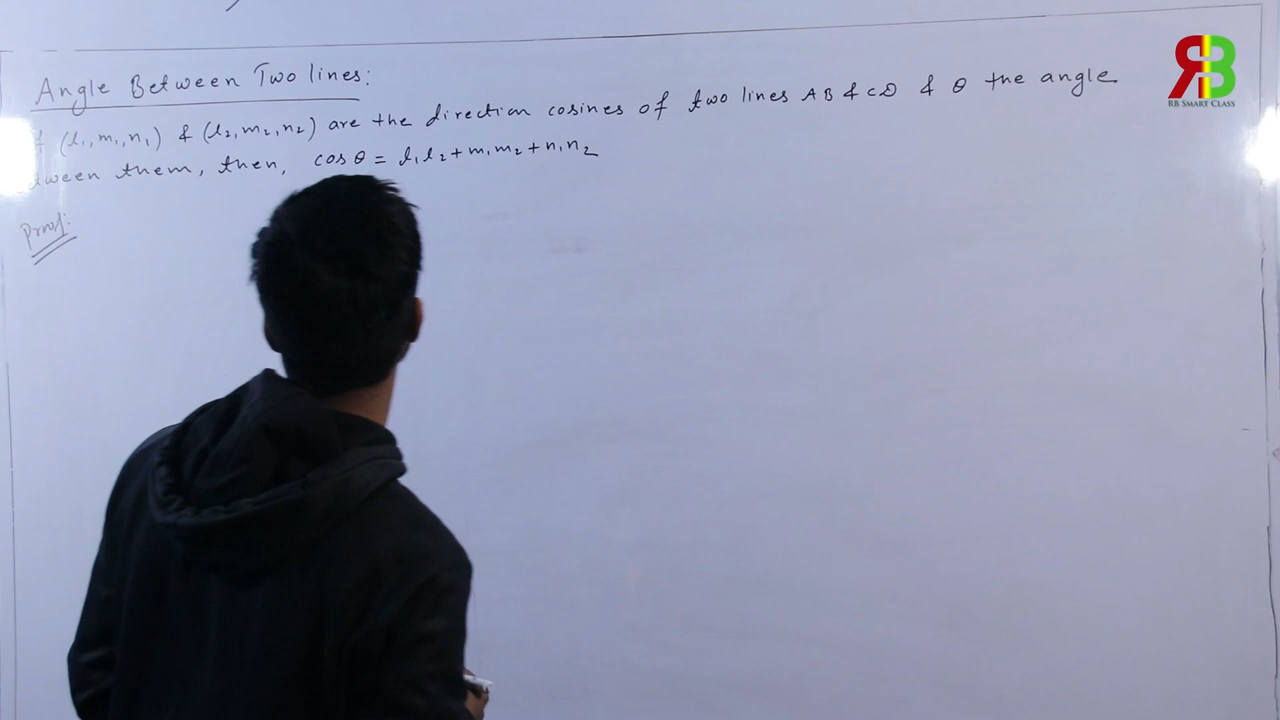 Angle Between Two lines:
(l₁, m₁, n₁) & (l₂, m₂, n₂) are the direction cosines of two lines AB & CD & θ the angle
them, then, cos θ = l₁l₂ + m₁m₂ + n₁n₂
Proof:
RB
RB SMART CLASS